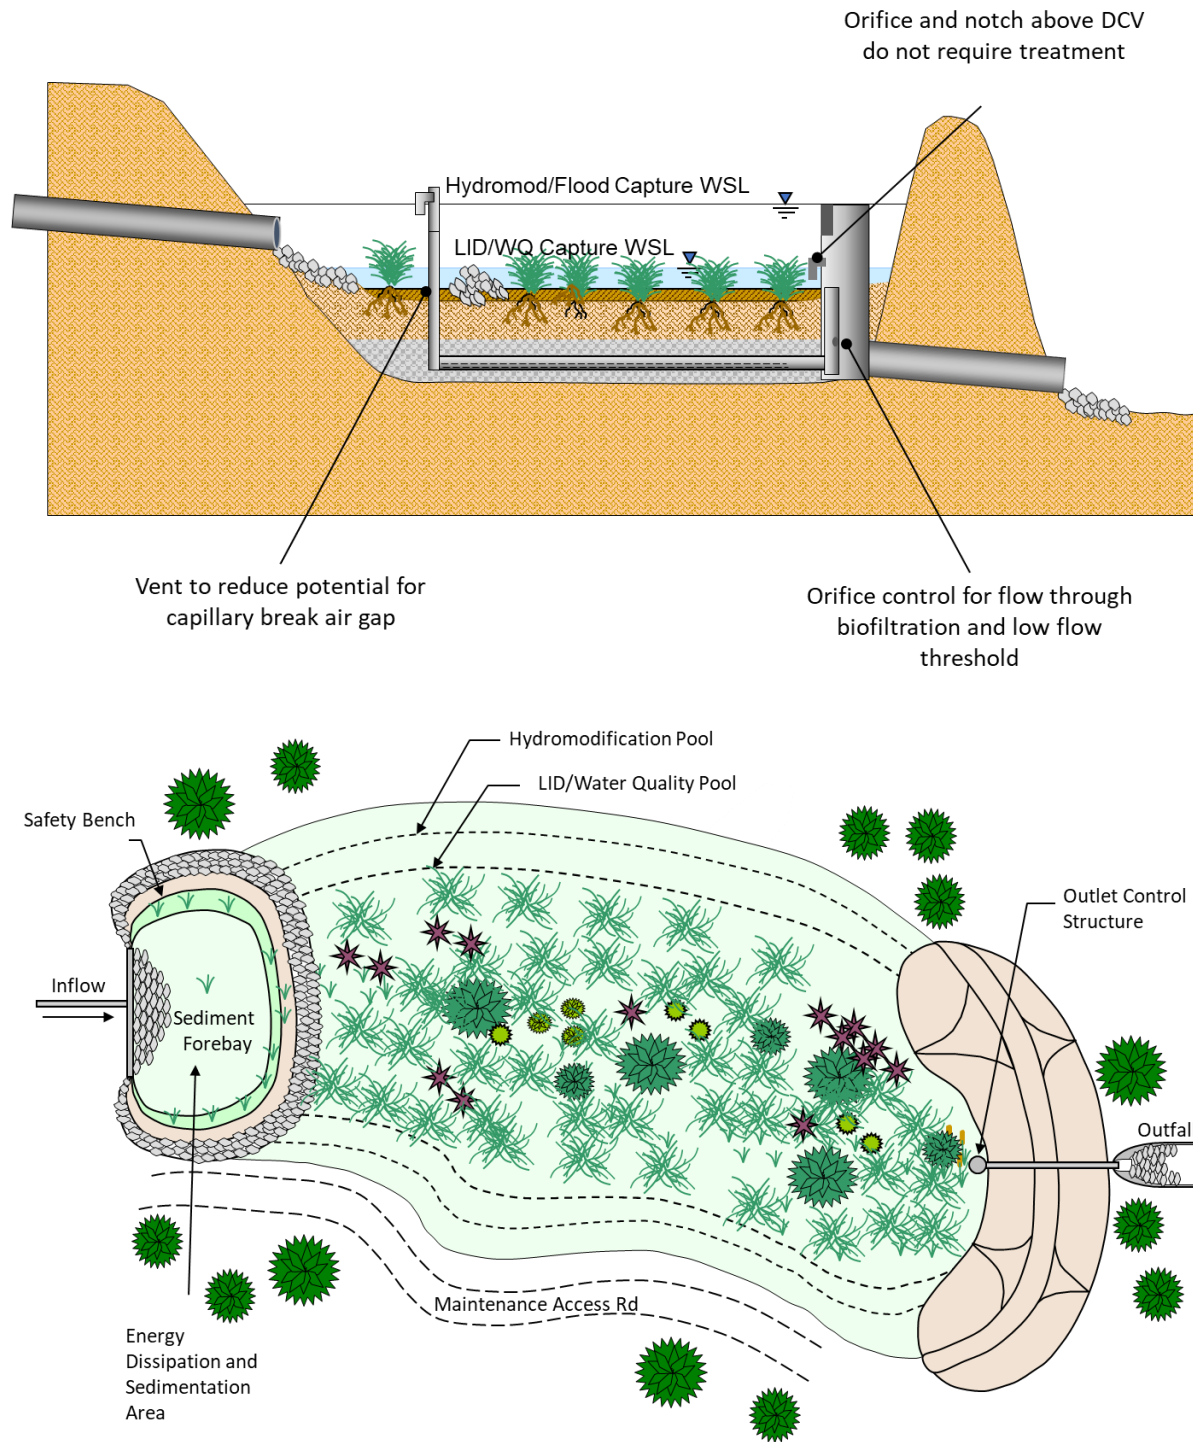 Orifice and notch above DCV
do not require treatment
Hydromod/Flood Capture WSL
LID/WQ Capture WSL
Vent to reduce potential for
capillary break air gap
Orifice control for flow through
biofiltration and low flow
threshold
Hydromodification Pool
LID/Water Quality Pool
Safety Bench
Outlet Control
Structure
Inflow
Sediment
Forebay
Outfal
Maintenance Access Rd
Energy
Dissipation and
Sedimentation
Area